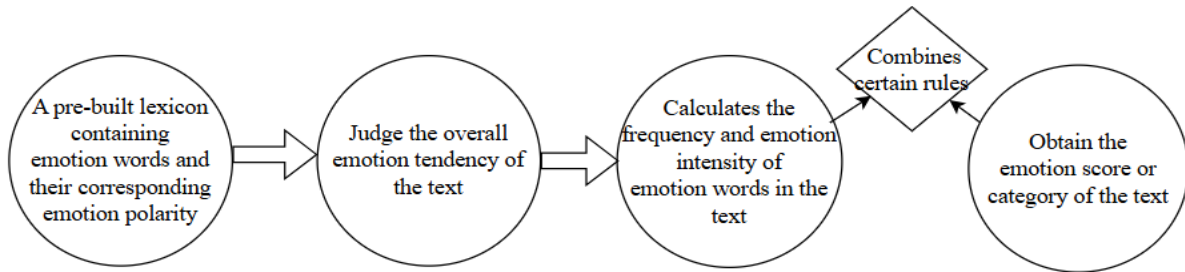 A pre-built lexicon
containing
emotion words and
their corresponding
emotion polarity
Judge the overall
emotion tendency of
the text
Calculates the
frequency and emotion
intensity of
emotion words in the
text
Combines
certain rules
Obtain the
emotion score or
category of the text